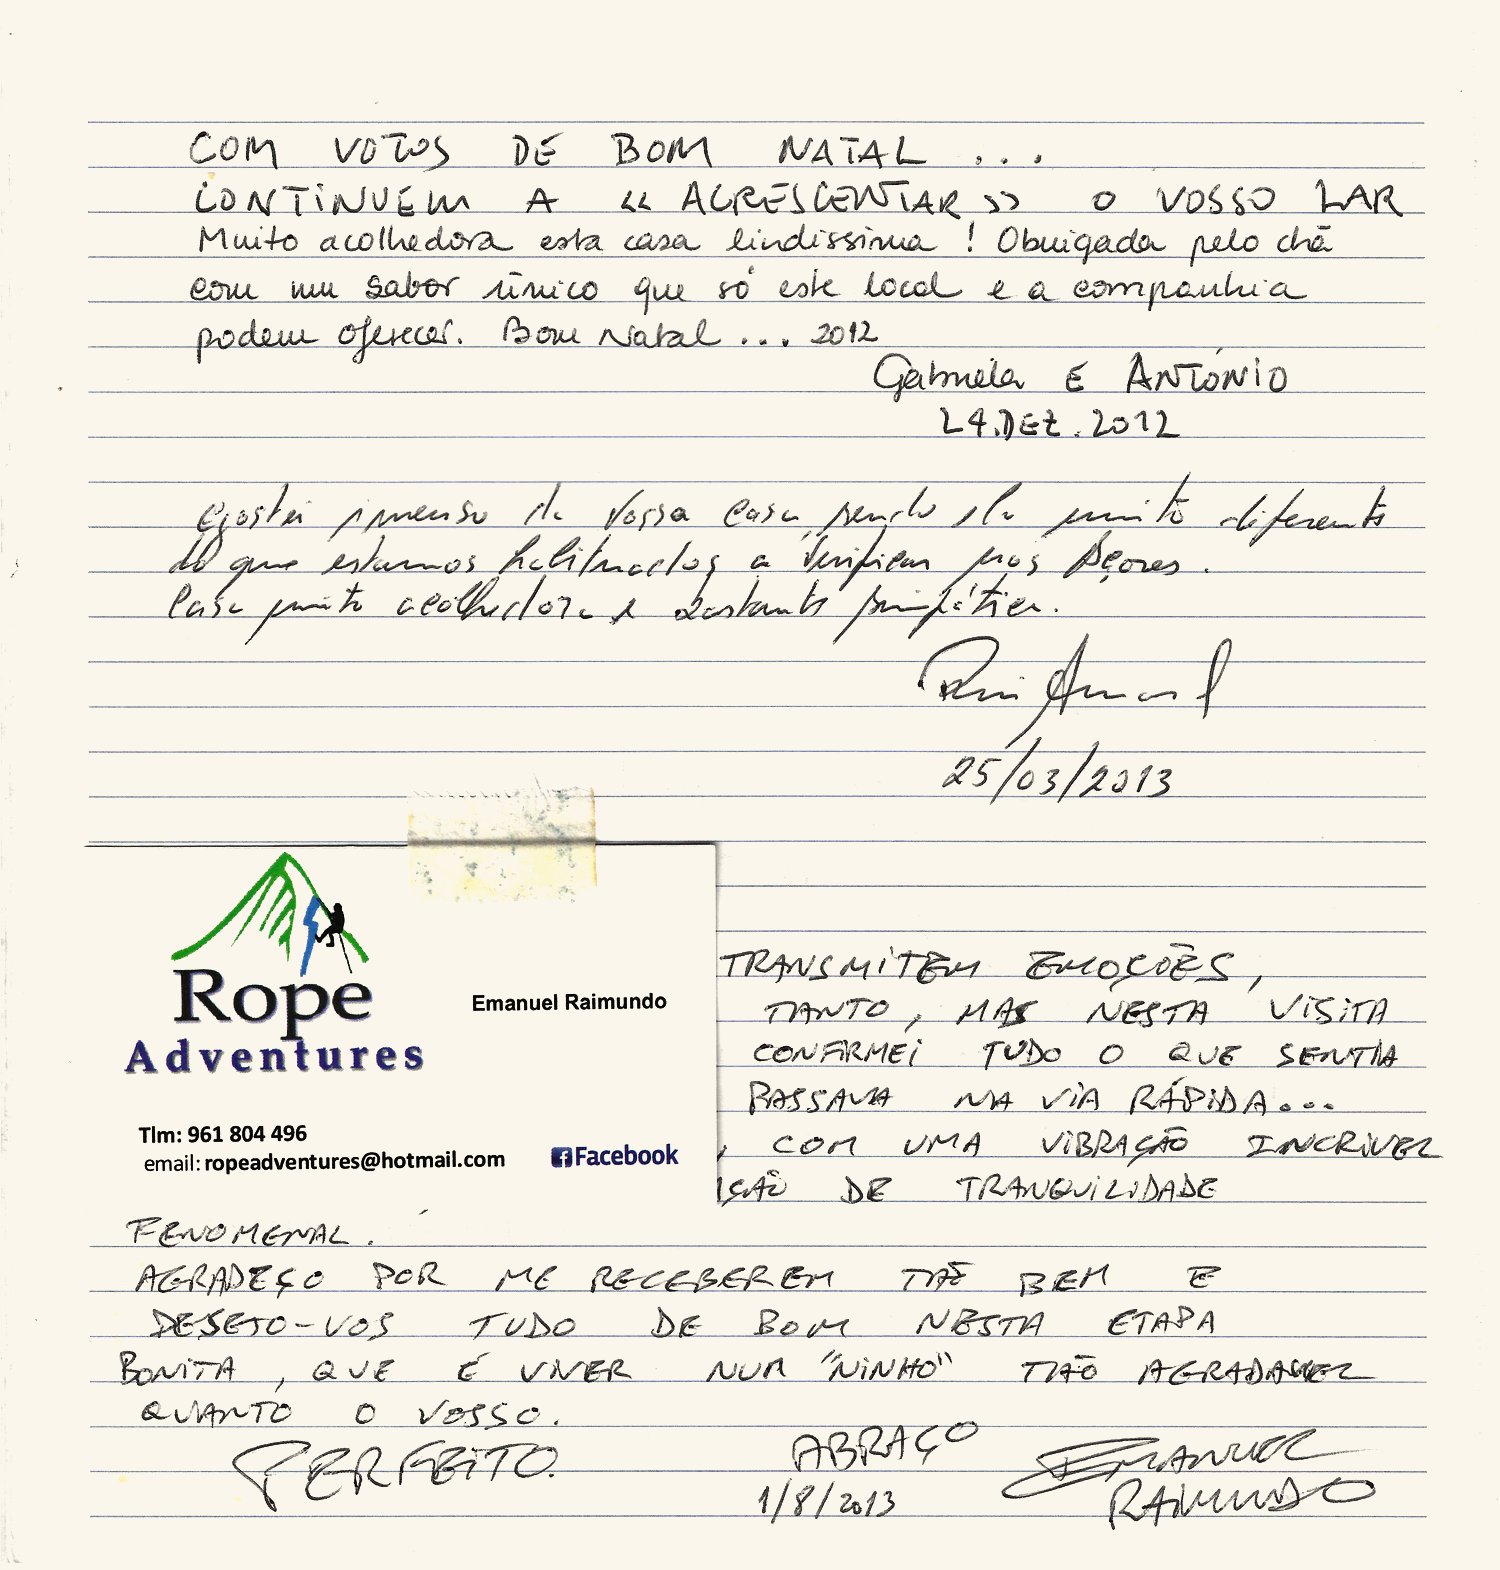 COM VOTOS DE BOM NATAL ...
CONTINUEM A « ACRESCENTAR » O VOSSO LAR
Muito acolhedora esta casa lindíssima ! Obrigada pelo chá
com um sabor único que só este local e a companhia
podem oferecer. Bom Natal ... 2012
Gabriela E ANTÓNIO
24.DEZ.2012
Gostei imenso da vossa casa, sendo ela muito diferente
do que estamos habituados a verificar nos Açores.
Casa muito acolhedora e bastante simpática.
Rui Amaral
25/03/2013
Rope
Adventures
Emanuel Raimundo
Tlm: 961 804 496
email: ropeadventures@hotmail.com
Facebook
TRANSMITEM EMOÇÕES,
TANTO, MAS NESTA VISITA
CONFIRMEI TUDO O QUE SENTIA
PASSAVA NA VIA RÁPIDA...
, COM UMA VIBRAÇÃO INCRIVEL
ÇÃO DE TRANQUILIDADE
FENOMENAL.
AGRADEÇO POR ME RECEBEREM TÃO BEM E
DESEJO-VOS TUDO DE BOM NESTA ETAPA
BONITA, QUE É VIVER NUM "NINHO" TÃO AGRADAVEL
QUANTO O VOSSO.
PERFEITO.
ABRAÇO
1/8/2013
EMANUEL
RAIMUNDO